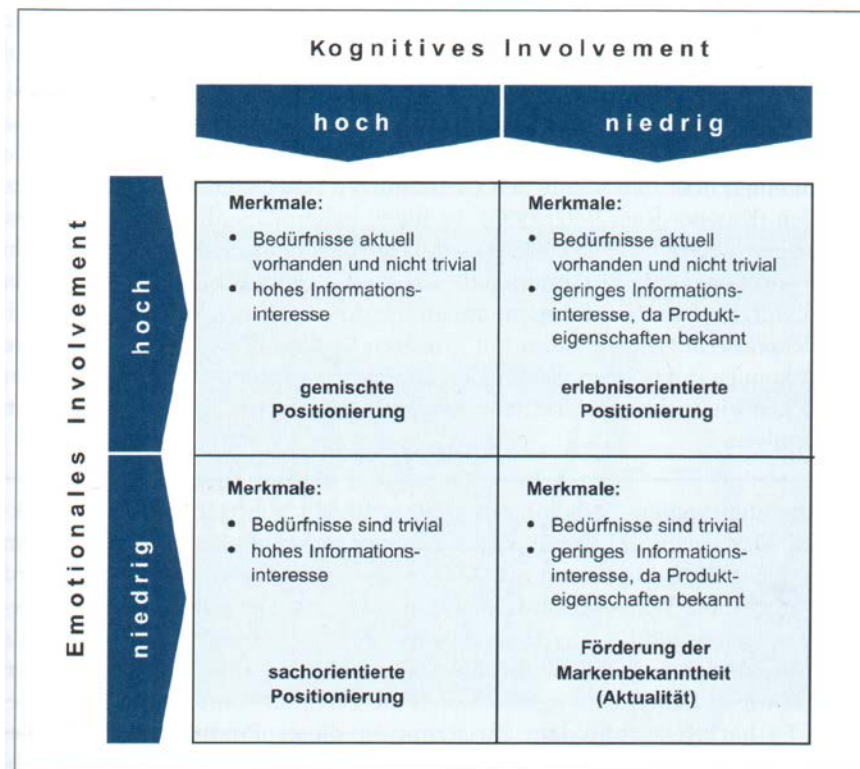 Kognitives Involvement
hoch
niedrig
Emotionales Involvement
hoch
Merkmale:
• Bedürfnisse aktuell
vorhanden und nicht trivial
• hohes Informations-
interesse
gemischte
Positionierung
Merkmale:
• Bedürfnisse aktuell
vorhanden und nicht trivial
• geringes Informations-
interesse, da Produkt-
eigenschaften bekannt
erlebnisorientierte
Positionierung
niedrig
Merkmale:
• Bedürfnisse sind trivial
• hohes Informations-
interesse
sachorientierte
Positionierung
Merkmale:
• Bedürfnisse sind trivial
• geringes Informations-
interesse, da Produkt-
eigenschaften bekannt
Förderung der
Markenbekanntheit
(Aktualität)